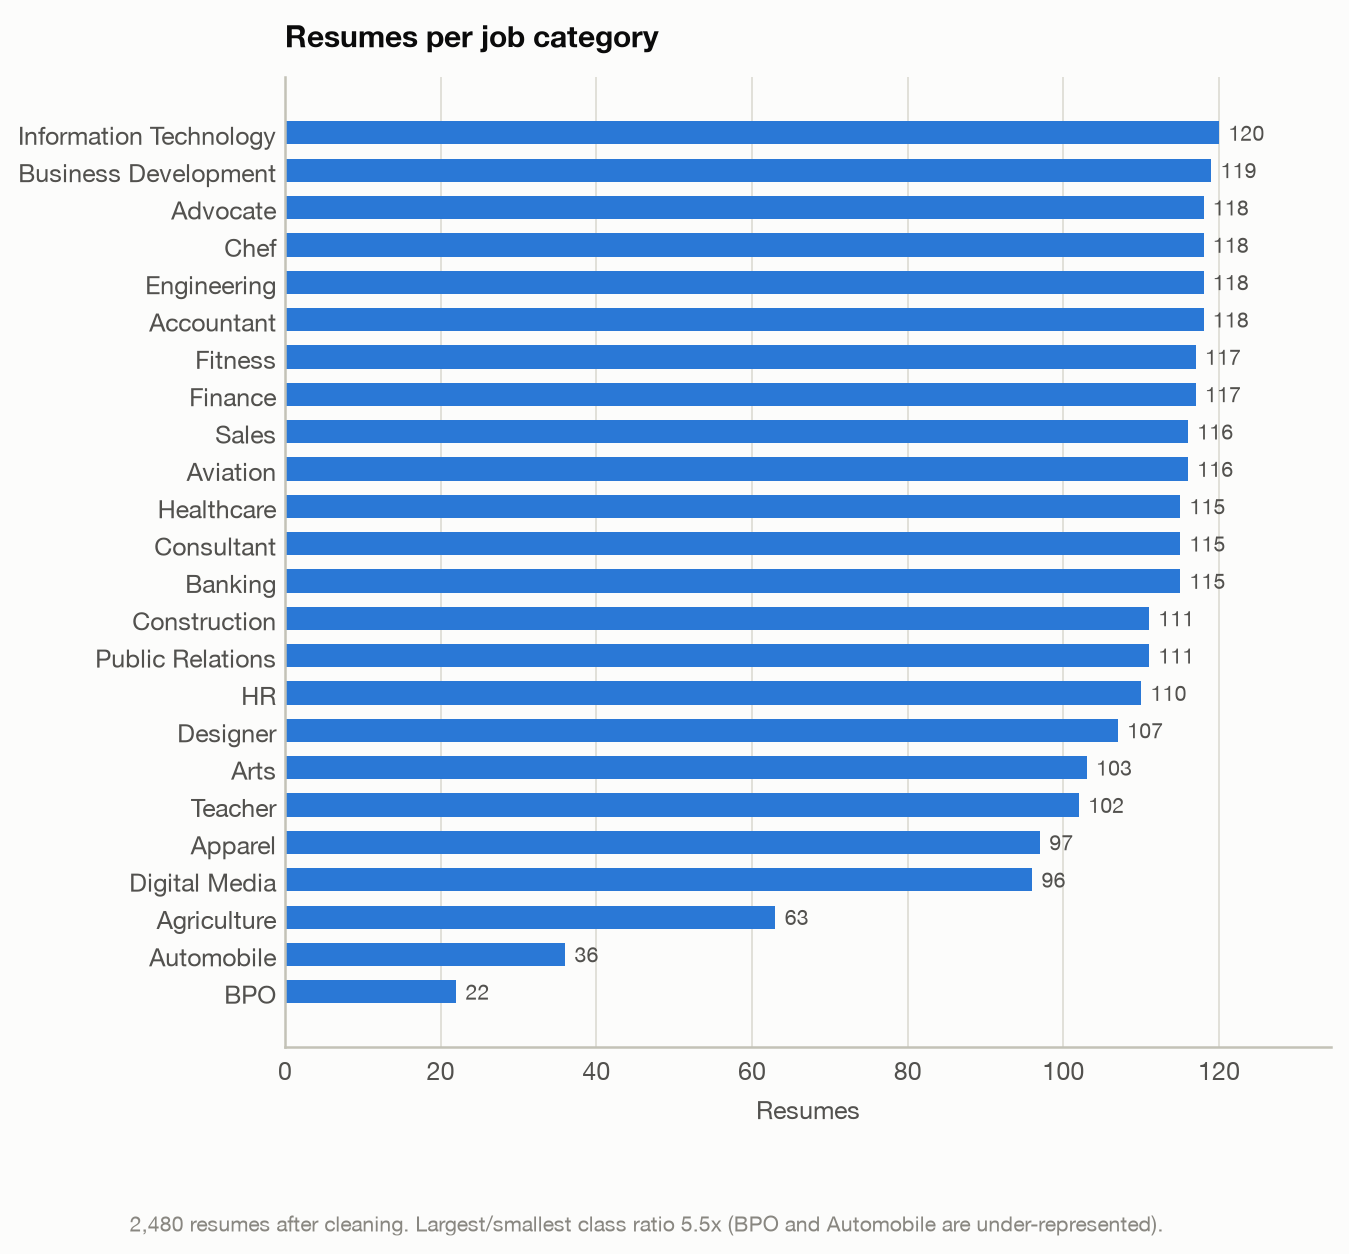 Resumes per job category
Information Technology 120
Business Development 119
Advocate 118
Chef 118
Engineering 118
Accountant 118
Fitness 117
Finance 117
Sales 116
Aviation 116
Healthcare 115
Consultant 115
Banking 115
Construction 111
Public Relations 111
HR 110
Designer 107
Arts 103
Teacher 102
Apparel 97
Digital Media 96
Agriculture 63
Automobile 36
BPO 22
0 20 40 60 80 100 120
Resumes
2,480 resumes after cleaning. Largest/smallest class ratio 5.5x (BPO and Automobile are under-represented).